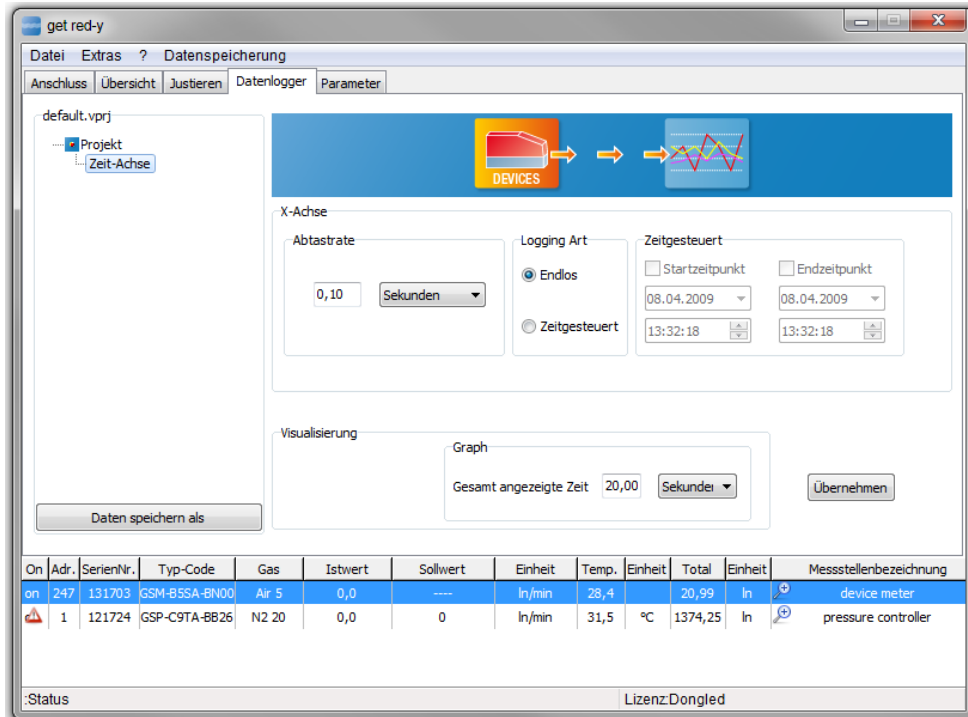 get red-y
Datei Extras ? Datenspeicherung
Anschluss Übersicht Justieren Datenlogger Parameter
default.vprj
Projekt
Zeit-Achse
Daten speichern als
DEVICES
X-Achse
Abtastrate
0,10 Sekunden
Logging Art
Endlos
Zeitgesteuert
Zeitgesteuert
Startzeitpunkt Endzeitpunkt
08.04.2009 08.04.2009
13:32:18 13:32:18
Visualisierung
Graph
Gesamt angezeigte Zeit 20,00 Sekunden
Übernehmen
On Adr. SerienNr. Typ-Code Gas Istwert Sollwert Einheit Temp. Einheit Total Einheit Messstellenbezeichnung
on 247 131703 GSM-B5SA-BN00 Air 5 0,0 ---- ln/min 28,4 20,99 ln device meter
1 121724 GSP-C9TA-BB26 N2 20 0,0 0 ln/min 31,5 °C 1374,25 ln pressure controller
:Status Lizenz:Dongled